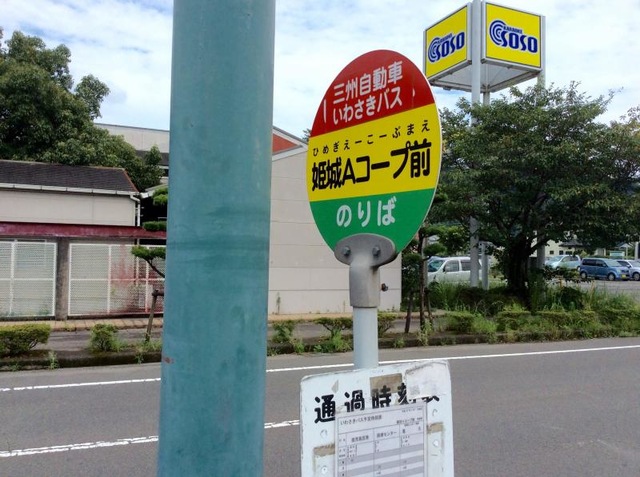 三州自動車
いわさきバス
ひめぎえーこーぷまえ
姫城Aコープ前
のりば
通過時刻表
KARAOKE
SOSO
KARAOKE
SOSO